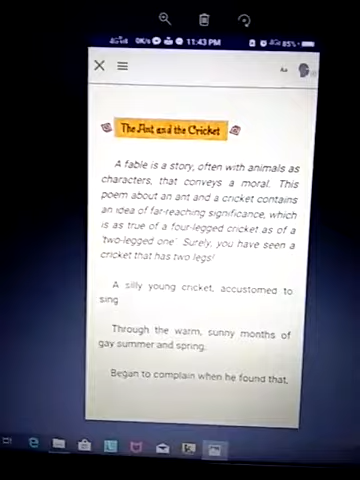 0K/s 11:43 PM 4G 85%
Aa
The Ant and the Cricket
A fable is a story, often with animals as
characters, that conveys a moral. This
poem about an ant and a cricket contains
an idea of far-reaching significance, which
is as true of a four-legged cricket as of a
'two-legged one'. Surely, you have seen a
cricket that has two legs!
A silly young cricket, accustomed to
sing
Through the warm, sunny months of
gay summer and spring,
Began to complain when he found that,